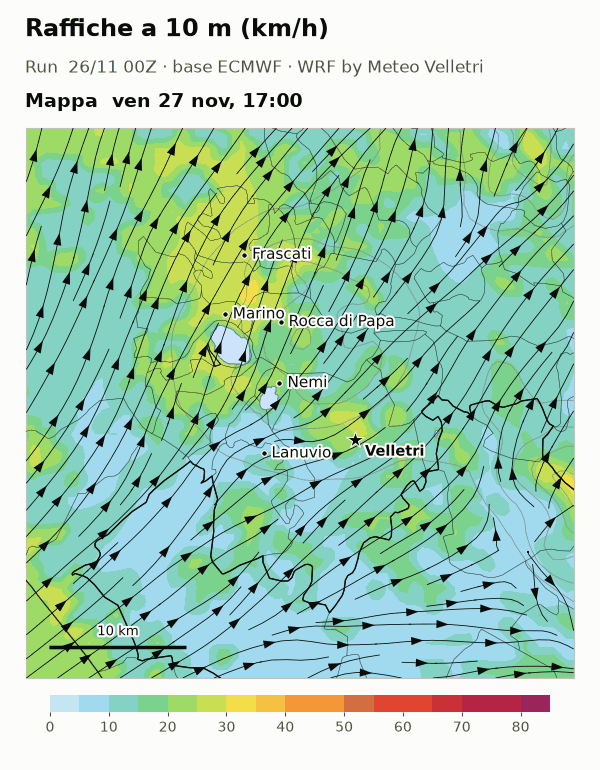 Raffiche a 10 m (km/h)
Run  26/11 00Z · base ECMWF · WRF by Meteo Velletri
Mappa  ven 27 nov, 17:00
Frascati
Marino
Rocca di Papa
Nemi
Velletri
Lanuvio
10 km
0 10 20 30 40 50 60 70 80